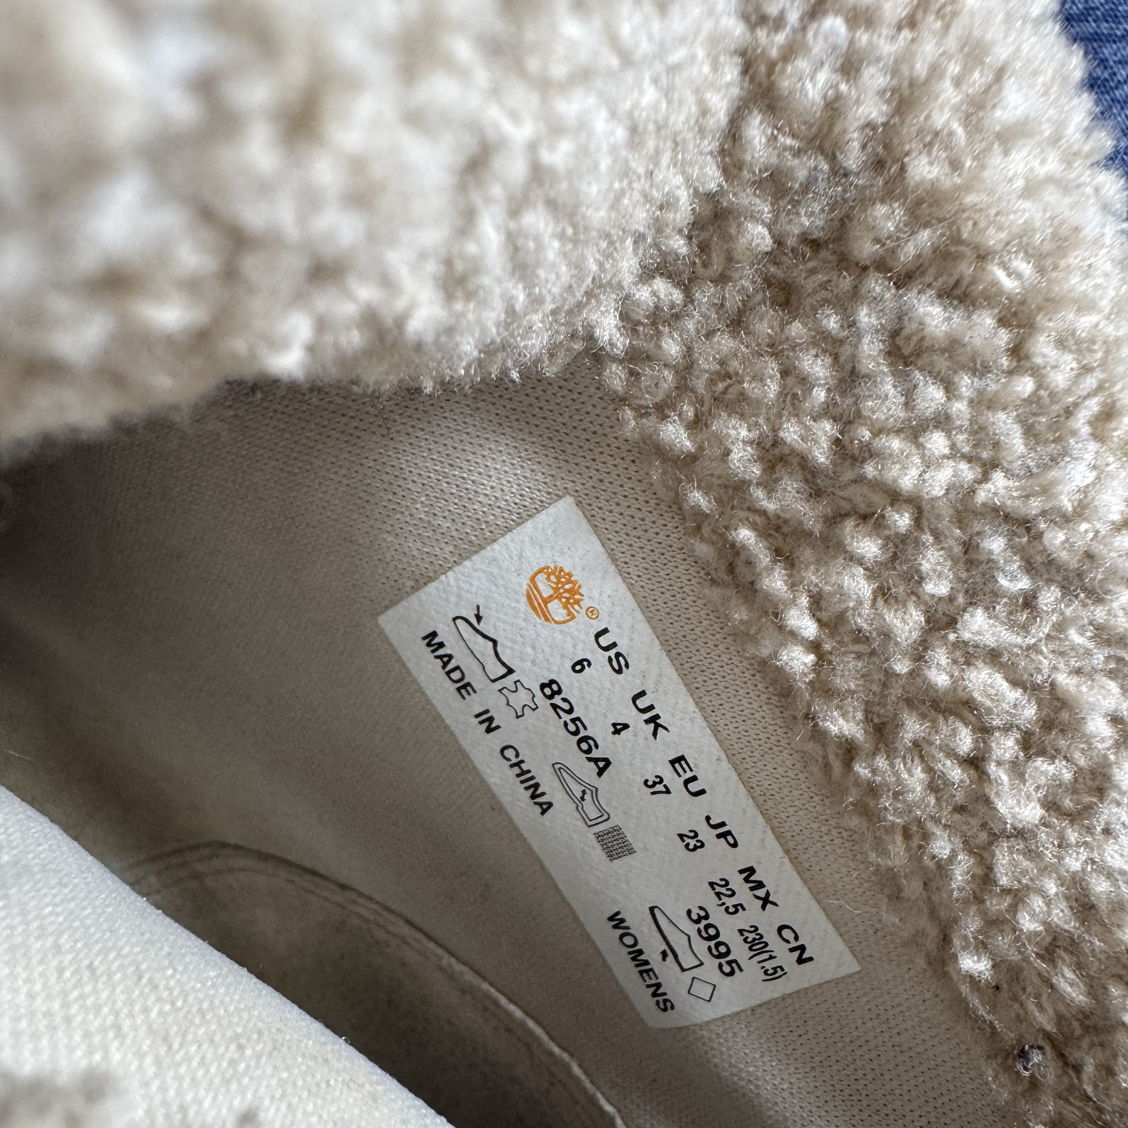 ®
US UK EU JP MX CN
6 4 37 23 22,5 230(1.5)
8256A 3995
MADE IN CHINA WOMENS